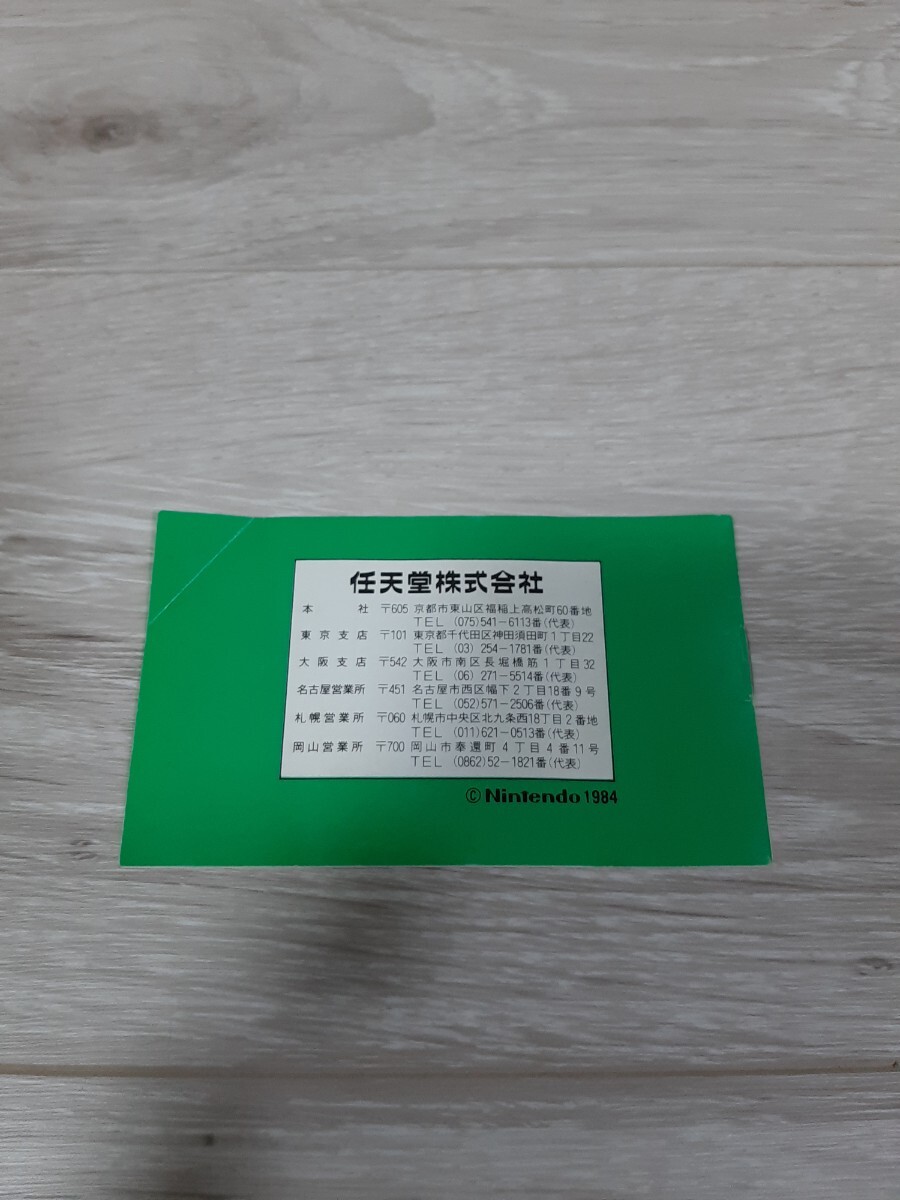 任天堂株式会社
本社 〒605 京都市東山区福稲上高松町60番地
TEL (075)541-6113番(代表)
東京支店 〒101 東京都千代田区神田須田町1丁目22
TEL (03) 254-1781番(代表)
大阪支店 〒542 大阪市南区長堀橋筋1丁目32
TEL (06) 271-5514番(代表)
名古屋営業所 〒451 名古屋市西区幅下2丁目18番9号
TEL (052)571-2506番(代表)
札幌営業所 〒060 札幌市中央区北九条西18丁目2番地
TEL (011)621-0513番(代表)
岡山営業所 〒700 岡山市奉還町4丁目4番11号
TEL (0862)52-1821番(代表)
©Nintendo 1984